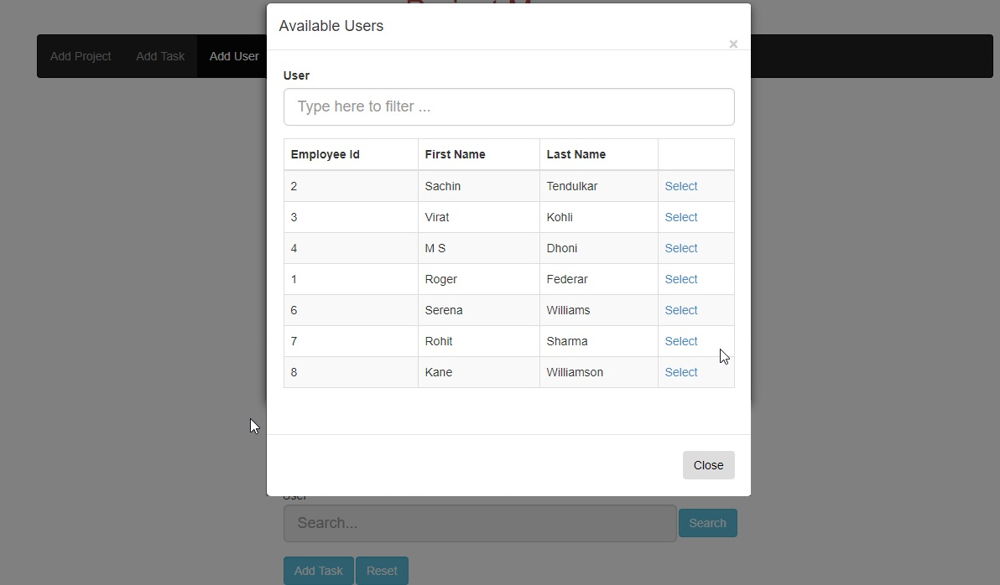 Available Users
×
Add Project Add Task Add User
User
Type here to filter ...
Employee Id First Name Last Name
2 Sachin Tendulkar Select
3 Virat Kohli Select
4 M S Dhoni Select
1 Roger Federar Select
6 Serena Williams Select
7 Rohit Sharma Select
8 Kane Williamson Select
Close
User
Search... Search
Add Task Reset